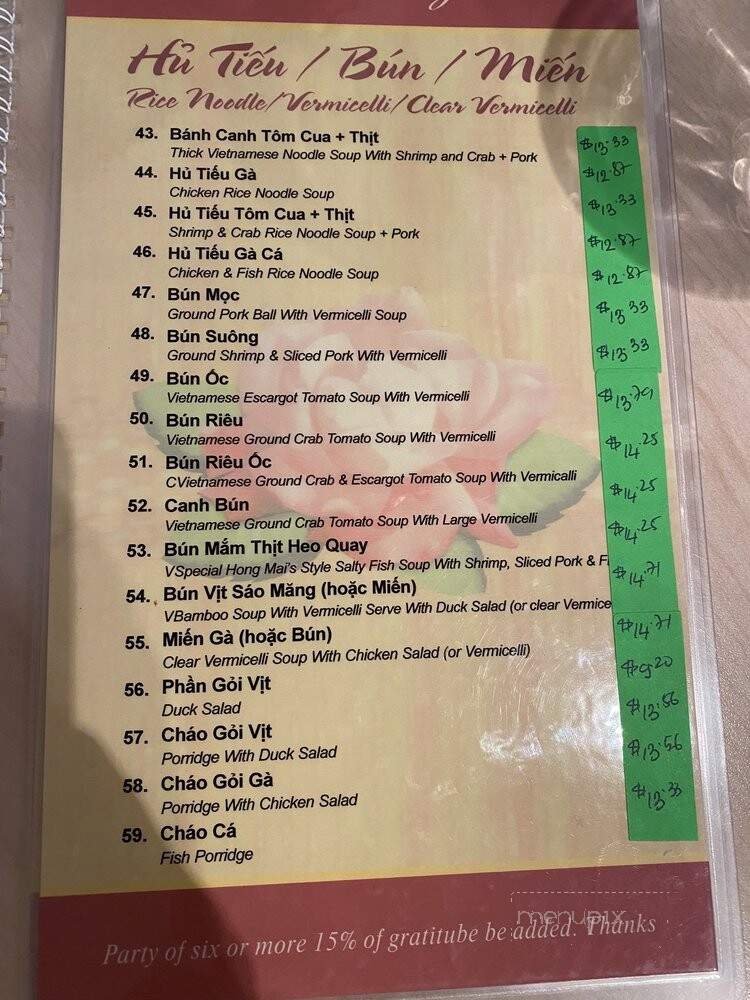 Hủ Tiếu / Bún / Miến
Rice Noodle/Vermicelli/Clear Vermicelli
43. Bánh Canh Tôm Cua + Thịt $13.33
Thick Vietnamese Noodle Soup With Shrimp and Crab + Pork
44. Hủ Tiếu Gà $12.87
Chicken Rice Noodle Soup
45. Hủ Tiếu Tôm Cua + Thịt $13.33
Shrimp & Crab Rice Noodle Soup + Pork
46. Hủ Tiếu Gà Cá $12.87
Chicken & Fish Rice Noodle Soup $12.87
47. Bún Mọc $13.33
Ground Pork Ball With Vermicelli Soup
48. Bún Suông $13.33
Ground Shrimp & Sliced Pork With Vermicelli
49. Bún Ốc $13.79
Vietnamese Escargot Tomato Soup With Vermicelli
50. Bún Riêu $14.25
Vietnamese Ground Crab Tomato Soup With Vermicelli
51. Bún Riêu Ốc $14.25
CVietnamese Ground Crab & Escargot Tomato Soup With Vermicalli
52. Canh Bún $14.25
Vietnamese Ground Crab Tomato Soup With Large Vermicelli
53. Bún Mắm Thịt Heo Quay $14.71
VSpecial Hong Mai's Style Salty Fish Soup With Shrimp, Sliced Pork & F
54. Bún Vịt Sáo Măng (hoặc Miến)
VBamboo Soup With Vermicelli Serve With Duck Salad (or clear Vermice
55. Miến Gà (hoặc Bún) $14.71
Clear Vermicelli Soup With Chicken Salad (or Vermicelli)
56. Phần Gỏi Vịt $9.20
Duck Salad $13.56
57. Cháo Gỏi Vịt $13.56
Porridge With Duck Salad
58. Cháo Gỏi Gà $13.33
Porridge With Chicken Salad
59. Cháo Cá
Fish Porridge
menupix
Party of six or more 15% of gratitube be added. Thanks